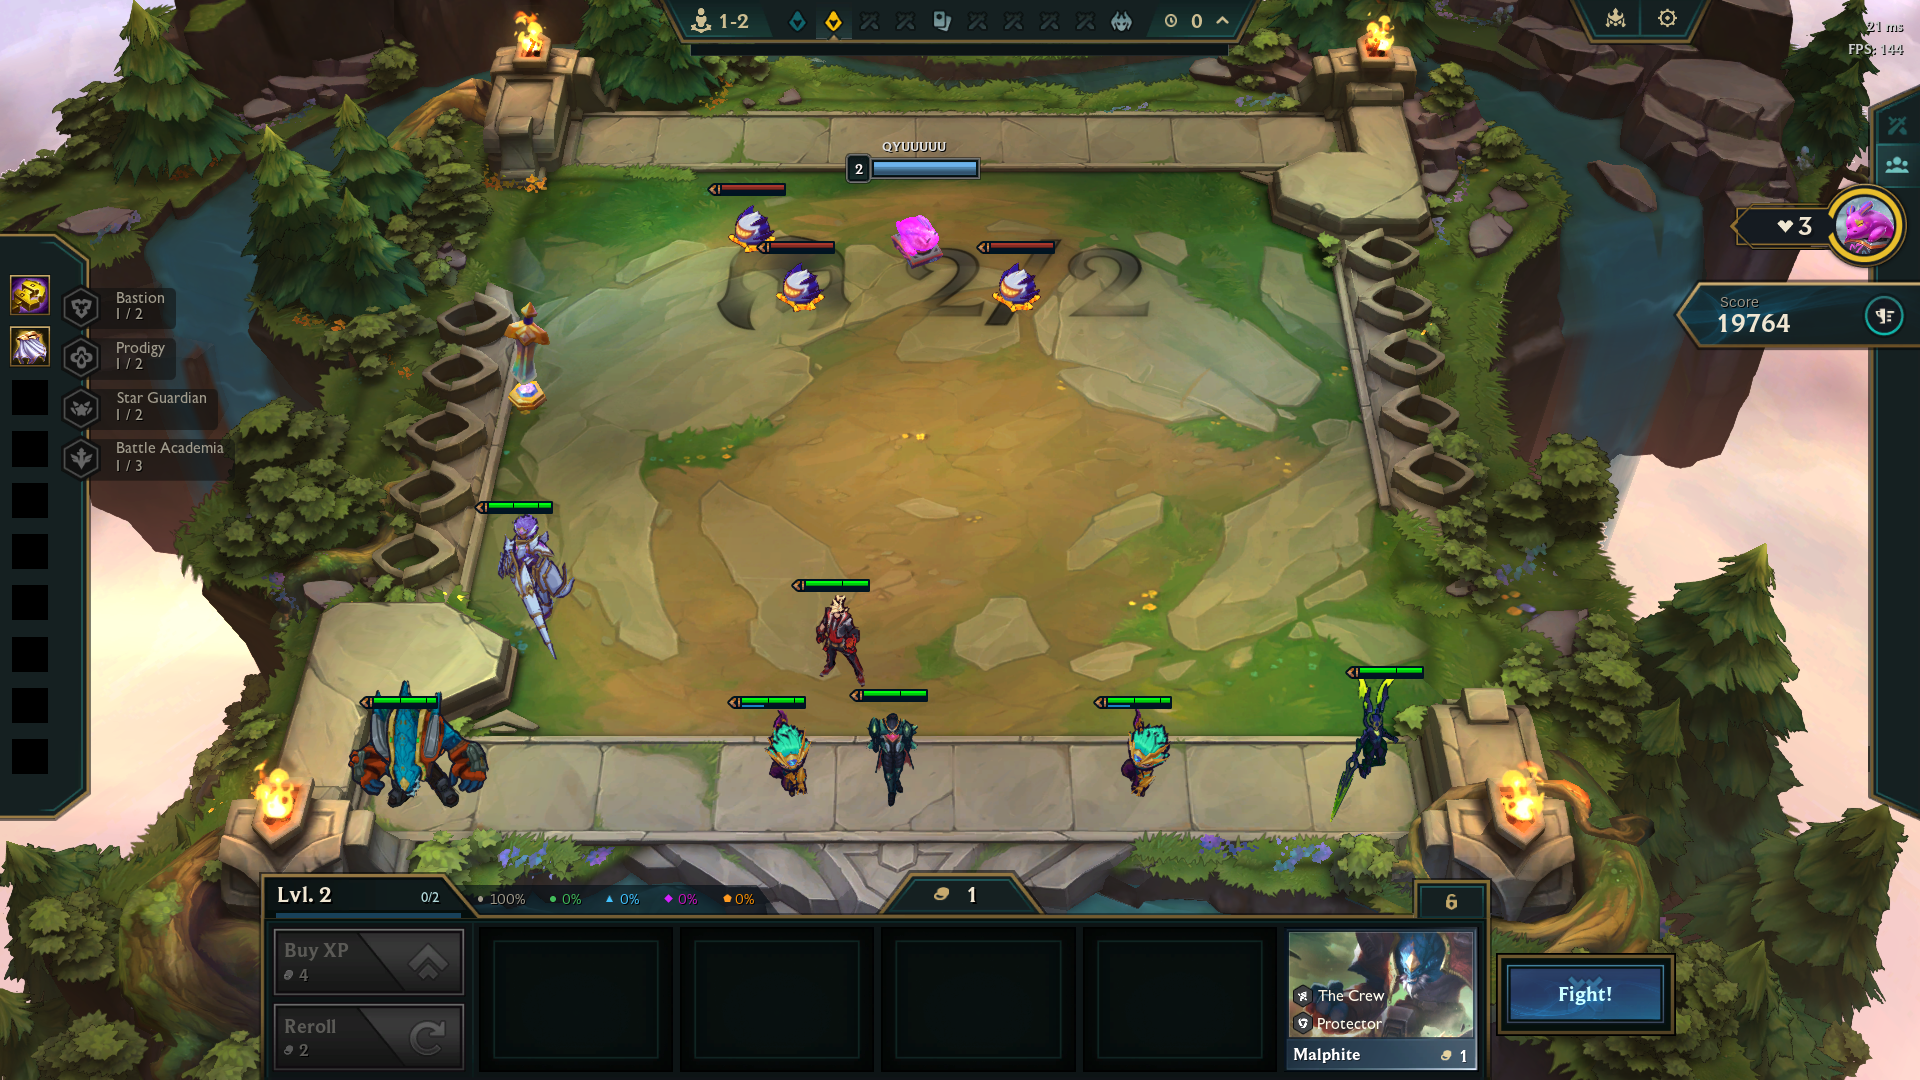 1-2
0
21 ms
FPS: 144
QYUUUUU
2
2/2
3
Score
19764
Bastion
1 / 2
Prodigy
1 / 2
Star Guardian
1 / 2
Battle Academia
1 / 3
Lvl. 2
0/2
100%
0%
0%
0%
0%
1
6
Buy XP
4
Reroll
2
The Crew
Protector
Malphite
1
Fight!